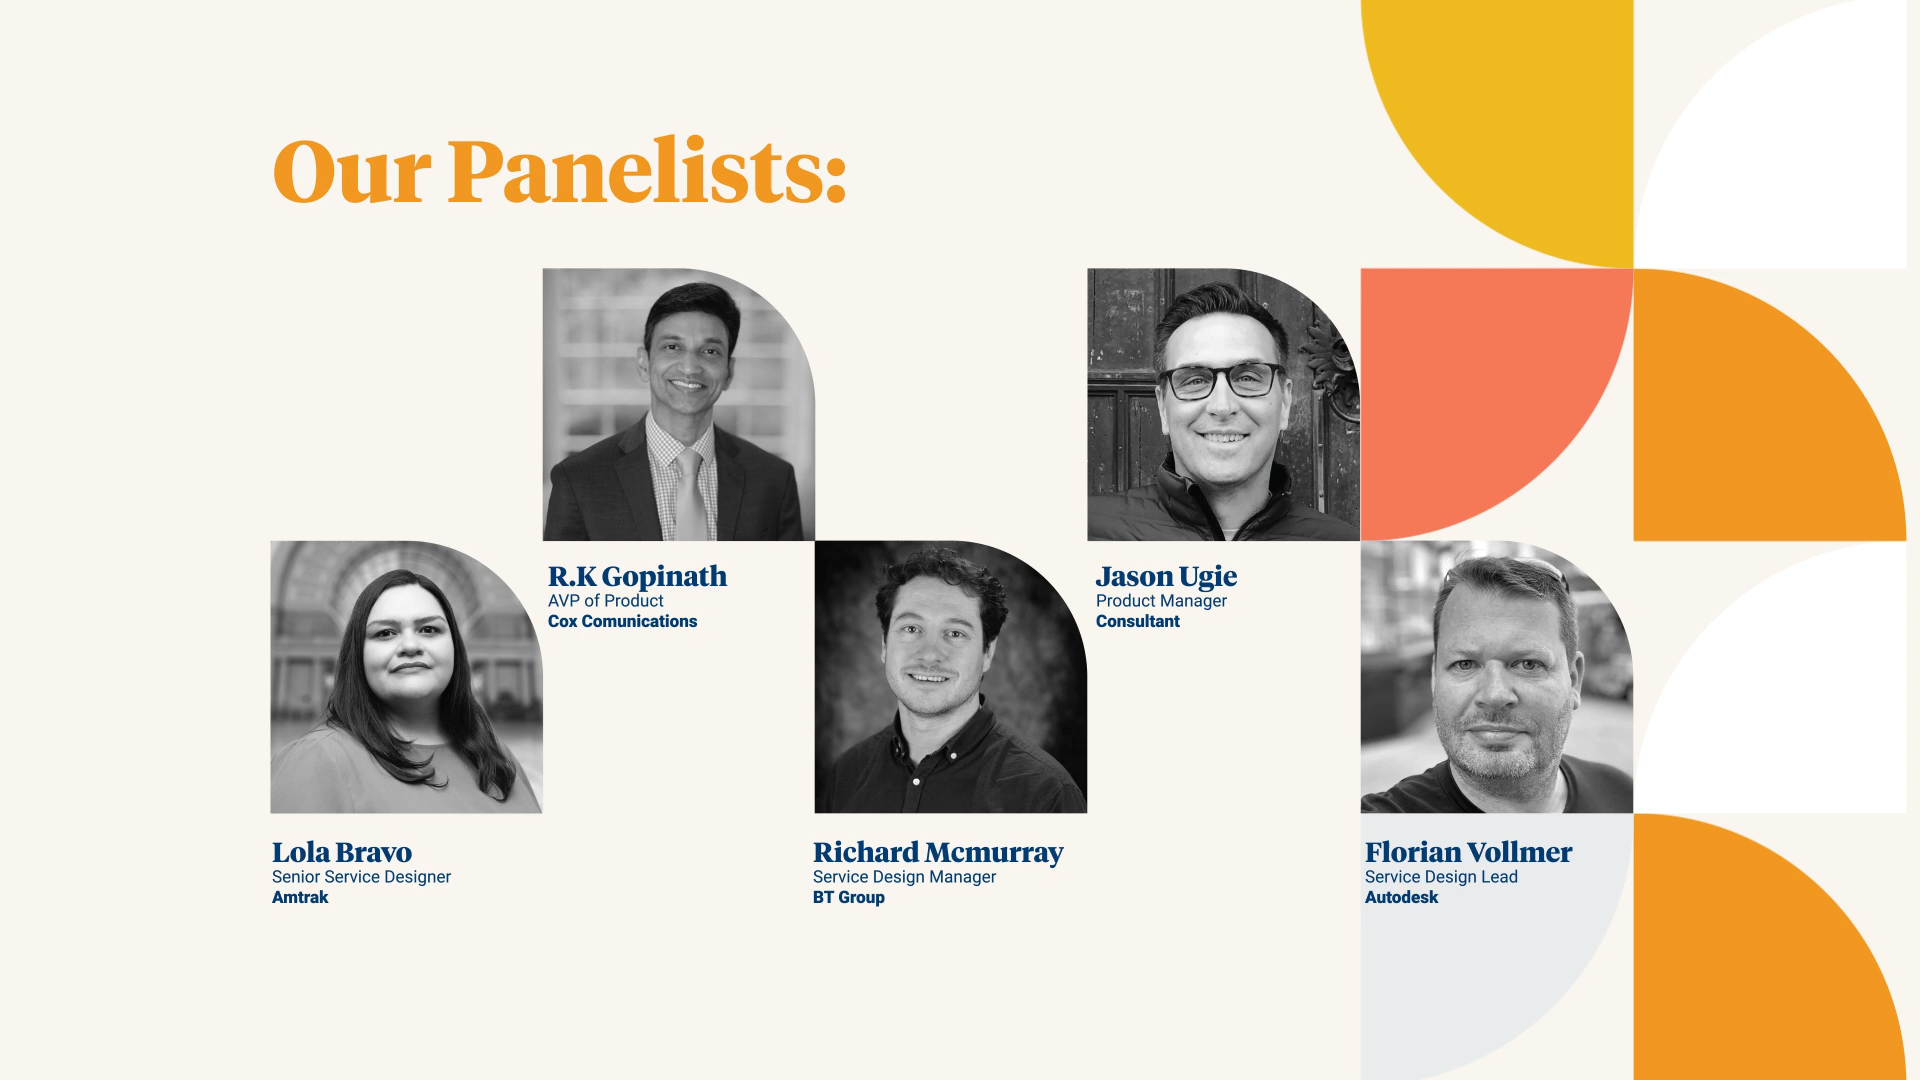 Our Panelists:
R.K Gopinath
AVP of Product
Cox Comunications
Jason Ugie
Product Manager
Consultant
Lola Bravo
Senior Service Designer
Amtrak
Richard Mcmurray
Service Design Manager
BT Group
Florian Vollmer
Service Design Lead
Autodesk